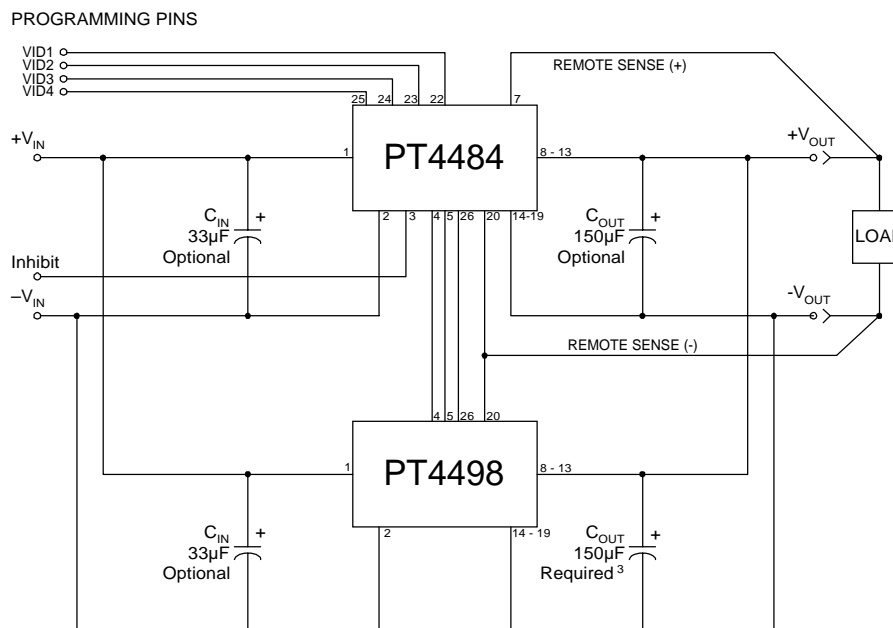 PROGRAMMING PINS
VID1
VID2
VID3
VID4
25 24 23 22 7
REMOTE SENSE (+)
+VIN
1
PT4484
8 - 13
+VOUT
2 3 4 5 26 20 14-19
CIN
33µF
Optional
+
COUT
150µF
Optional
+
LOAD
Inhibit
–VIN
-VOUT
REMOTE SENSE (-)
4 5 26 20
1
PT4498
8 - 13
2 14 - 19
CIN
33µF
Optional
+
COUT
150µF
Required 3
+